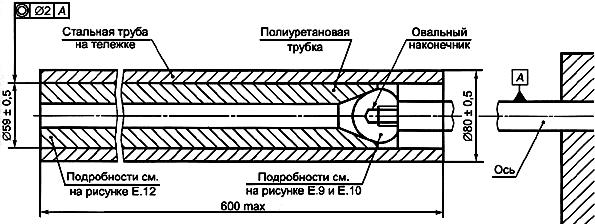 ◎ Ø2 A
Стальная труба
на тележке
Полиуретановая
трубка
Овальный
наконечник
A
Ø59 ± 0,5
Ø80 ± 0,5
Ось
Подробности см.
на рисунке Е.12
Подробности см.
на рисунке Е.9 и Е.10
600 max